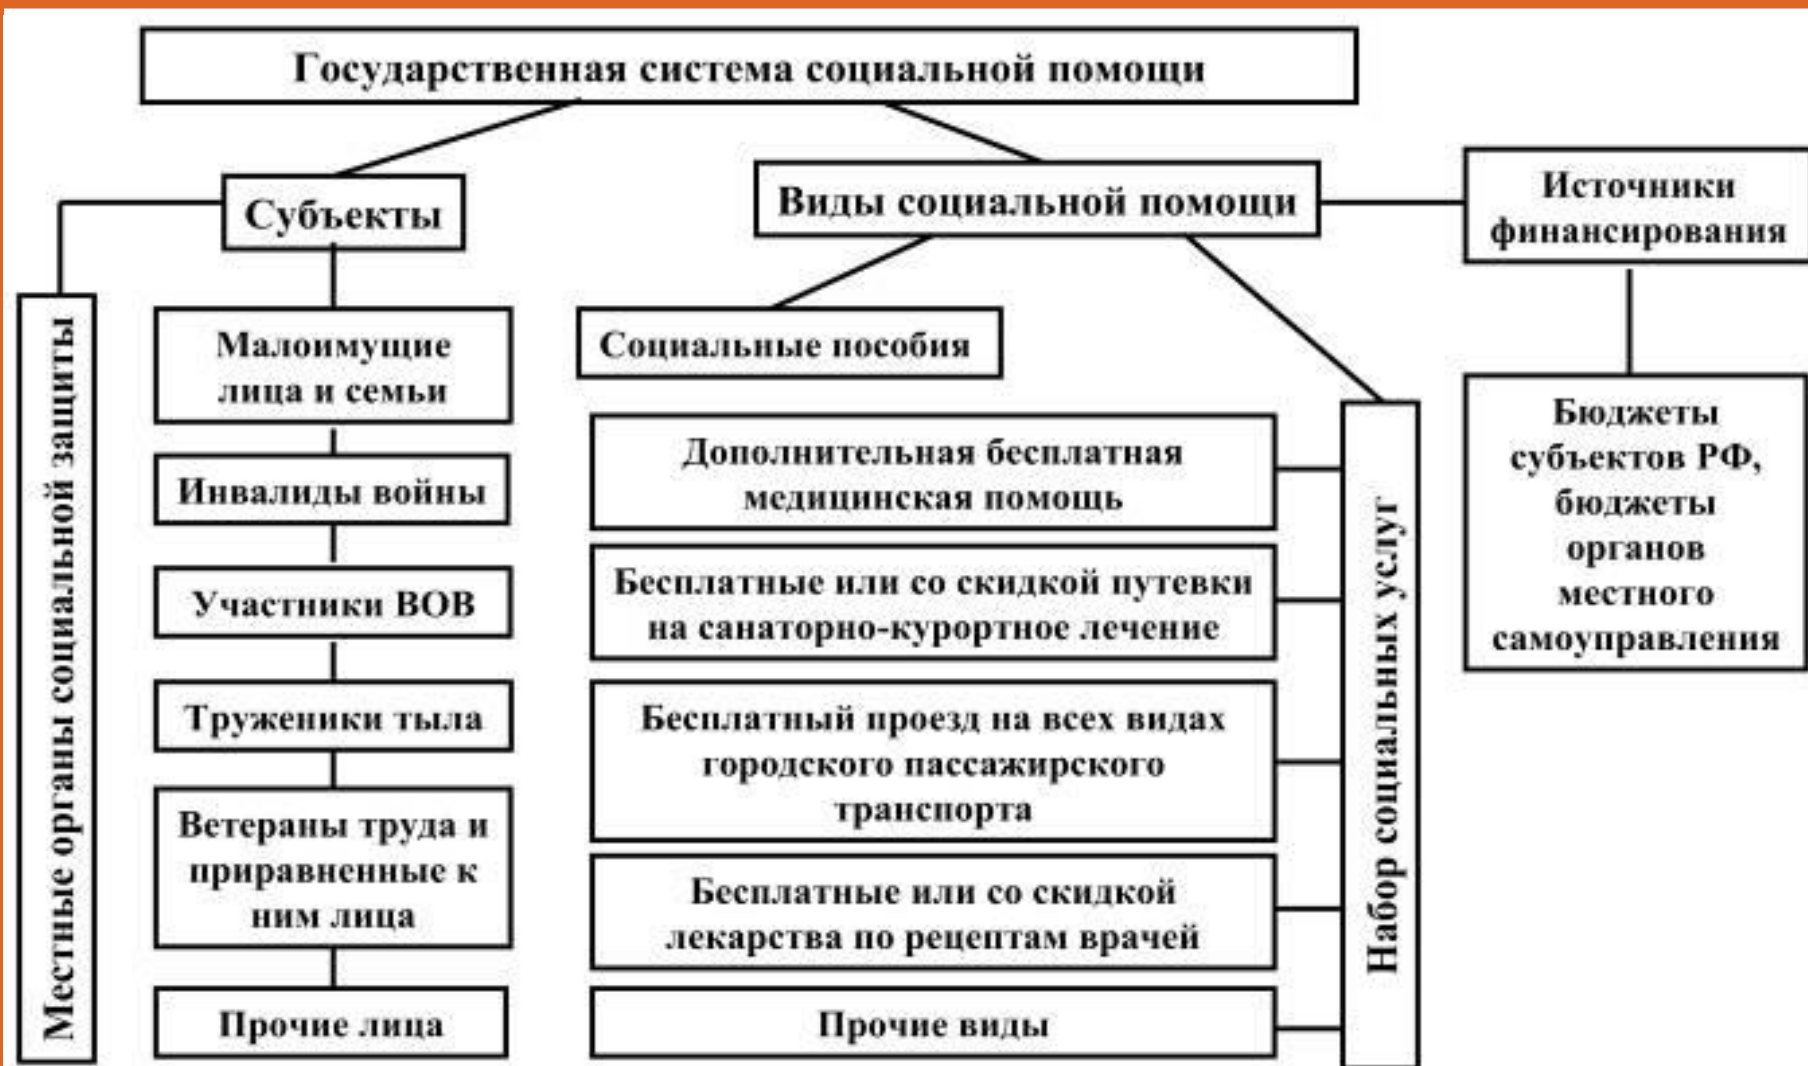 Государственная система социальной помощи
Субъекты
Местные органы социальной защиты
Малоимущие
лица и семьи
Инвалиды войны
Участники ВОВ
Труженики тыла
Ветераны труда и
приравненные к
ним лица
Прочие лица
Виды социальной помощи
Социальные пособия
Набор социальных услуг
Дополнительная бесплатная
медицинская помощь
Бесплатные или со скидкой путевки
на санаторно-курортное лечение
Бесплатный проезд на всех видах
городского пассажирского
транспорта
Бесплатные или со скидкой
лекарства по рецептам врачей
Прочие виды
Источники
финансирования
Бюджеты
субъектов РФ,
бюджеты
органов
местного
самоуправления